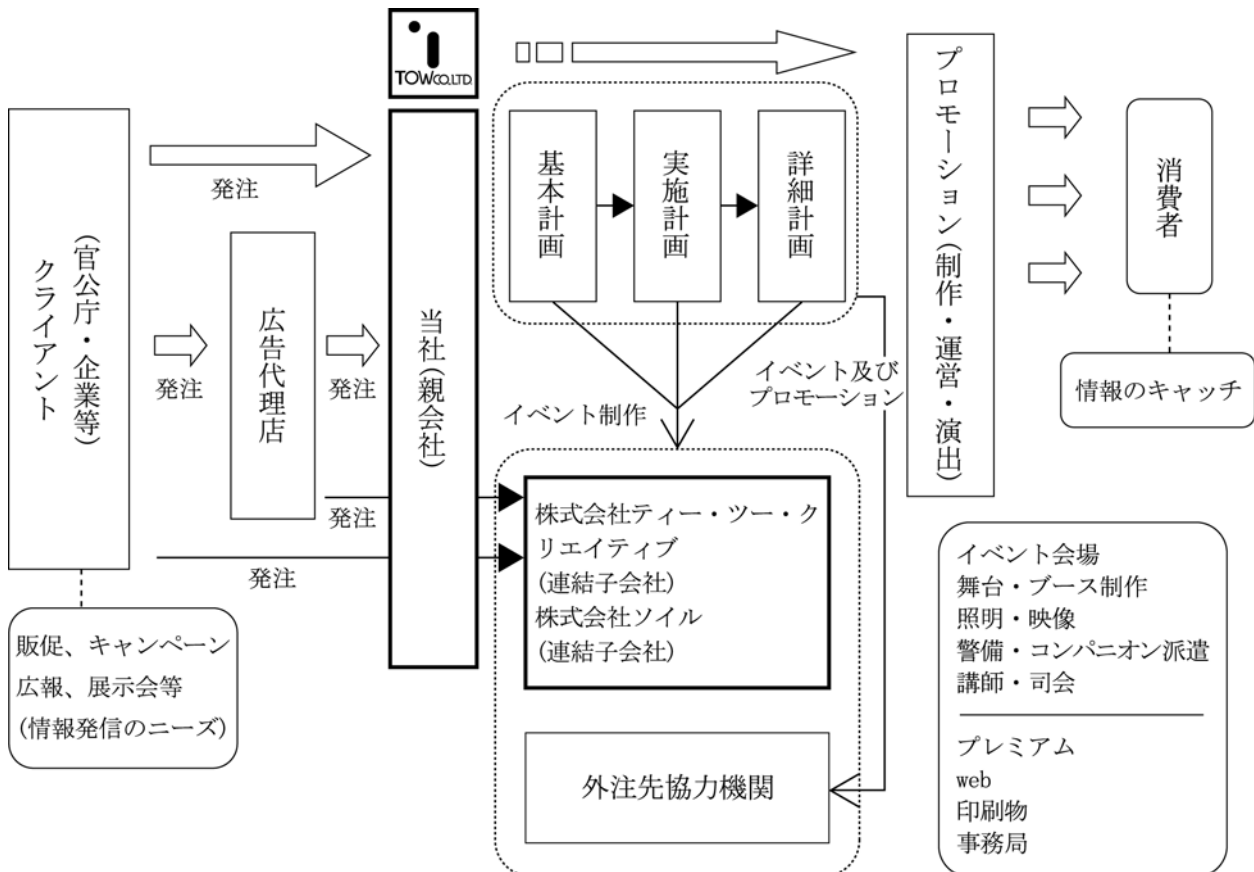 TOWCO.LTD.
クライアント
(官公庁・企業等)
発注
発注
広告代理店
発注
当社(親会社)
発注
発注
基本計画
実施計画
詳細計画
イベント制作
イベント及び
プロモーション
株式会社ティー・ツー・ク
リエイティブ
(連結子会社)
株式会社ソイル
(連結子会社)
外注先協力機関
プロモーション(制作・運営・演出)
消費者
情報のキャッチ
販促、キャンペーン
広報、展示会等
(情報発信のニーズ)
イベント会場
舞台・ブース制作
照明・映像
警備・コンパニオン派遣
講師・司会
プレミアム
web
印刷物
事務局